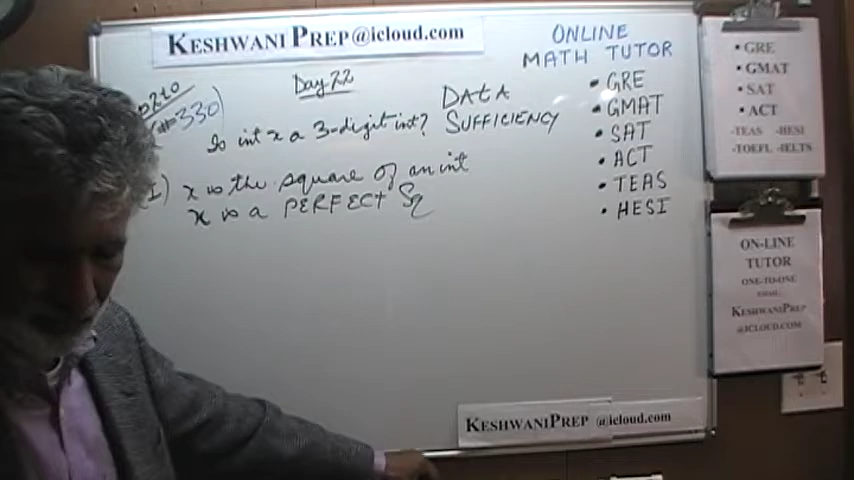 KESHWANI PREP@icloud.com
Day 22
p210
(#330)
Is int x a 3-digit int?
DATA
SUFFICIENCY
(I) x is the square of an int
x is a PERFECT Sq
ONLINE
MATH TUTOR
• GRE
• GMAT
• SAT
• ACT
• TEAS
• HESI
• GRE
• GMAT
• SAT
• ACT
-TEAS -HESI
-TOEFL -IELTS
ON-LINE
TUTOR
ONE-TO-ONE
EMAIL:
KESHWANIPREP
@ICLOUD.COM
KESHWANIPREP @icloud.com